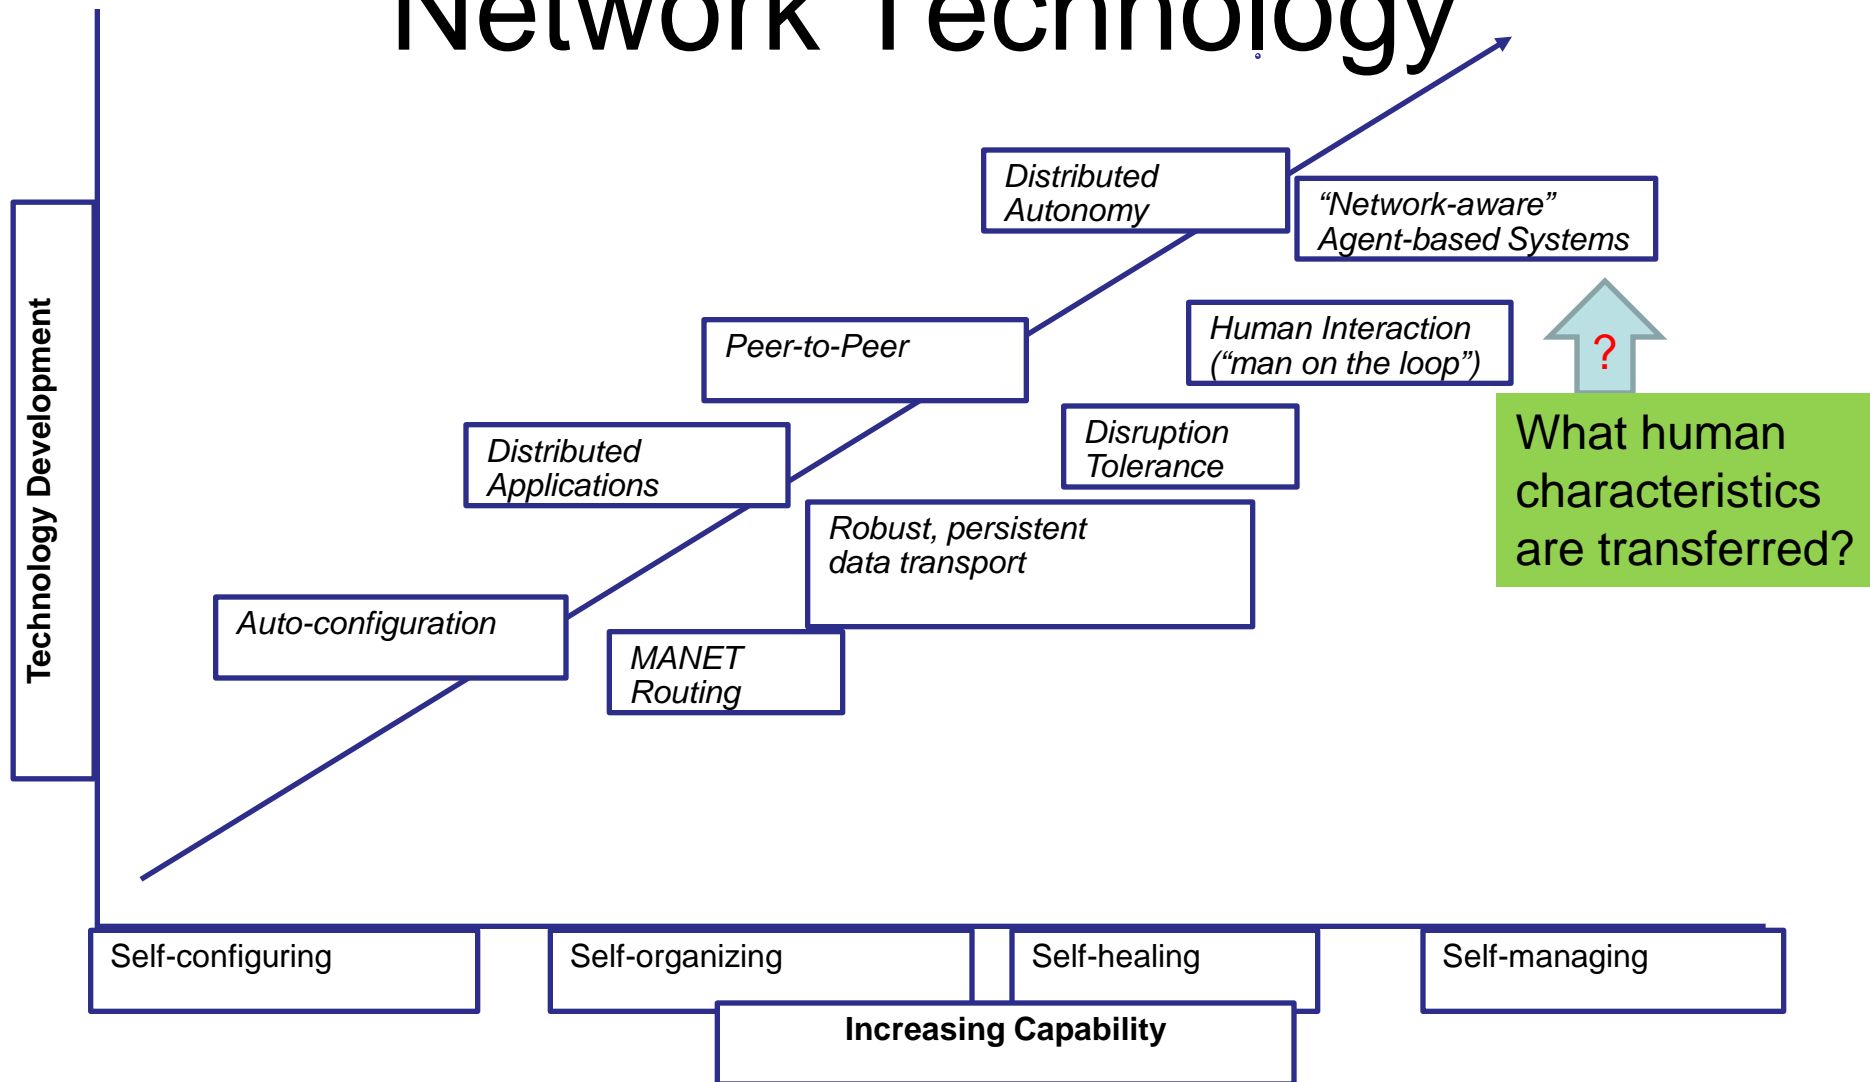 Network Technology
Distributed
Autonomy
“Network-aware”
Agent-based Systems
Peer-to-Peer
Human Interaction
(“man on the loop”)
?
What human
characteristics
are transferred?
Distributed
Applications
Disruption
Tolerance
Robust, persistent
data transport
Auto-configuration
MANET
Routing
Technology Development
Self-configuring
Self-organizing
Self-healing
Self-managing
Increasing Capability